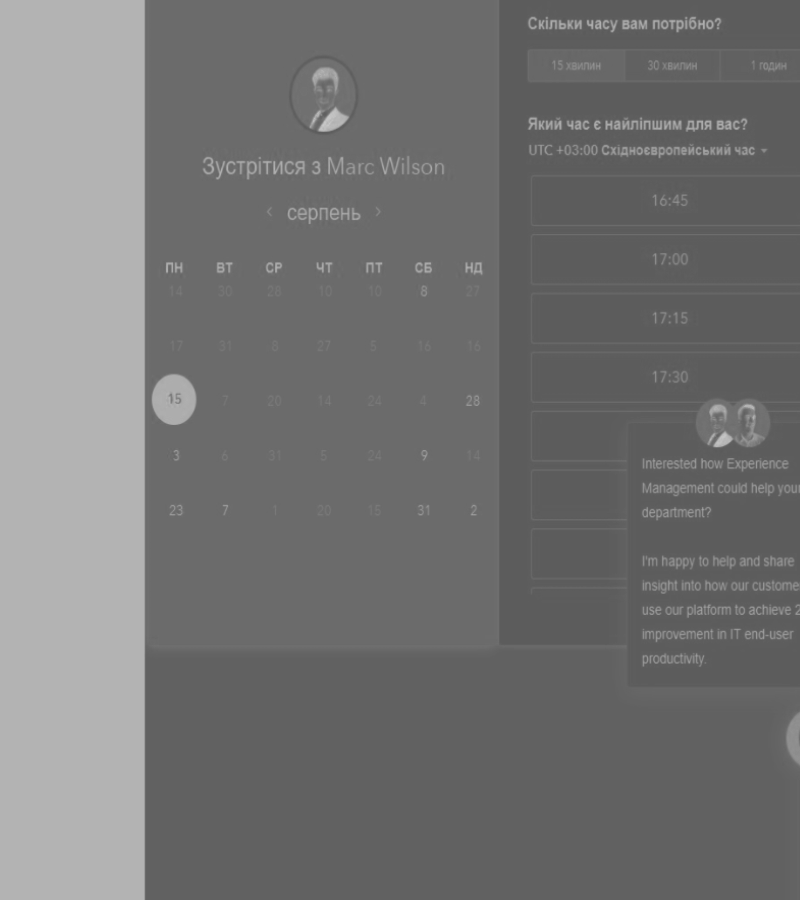 Зустрітися з Marc Wilson
серпень
ПН ВТ СР ЧТ ПТ СБ НД
14 30 28 10 10 8 27
17 31 8 27 5 16 16
15 7 20 14 24 4 28
3 6 31 5 24 9 14
23 7 1 20 15 31 2
Скільки часу вам потрібно?
15 хвилин 30 хвилин 1 годин
Який час є найліпшим для вас?
UTC +03:00 Східноєвропейський час
16:45
17:00
17:15
17:30
Interested how Experience
Management could help your
department?
I'm happy to help and share
insight into how our custome
use our platform to achieve 2
improvement in IT end-user
productivity.